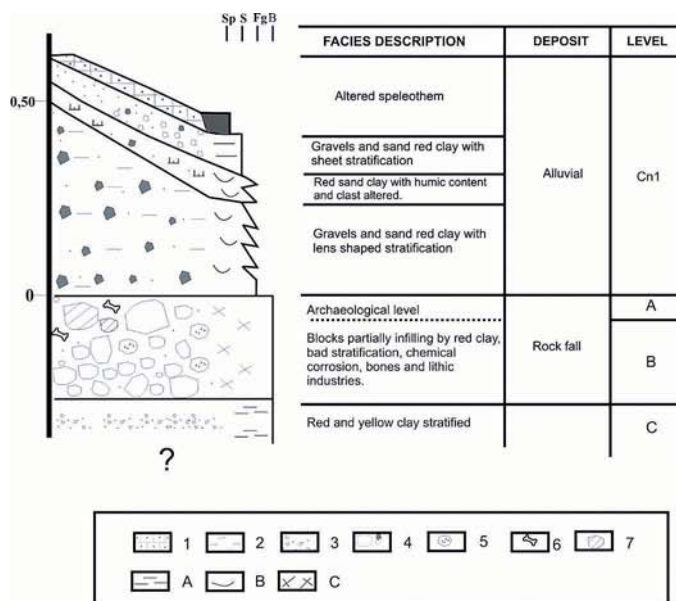 Sp S Fg B
FACIES DESCRIPTION DEPOSIT LEVEL
0,50
Altered speleothem
Gravels and sand red clay with
sheet stratification
Red sand clay with humic content
and clast altered.
Alluvial
Cn1
Gravels and sand red clay with
lens shaped stratification
0
Archaeological level
A
Blocks partially infilling by red clay,
bad stratification, chemical
corrosion, bones and lithic
industries.
Rock fall
B
Red and yellow clay stratified
C
?
1 2 3 4 5 6 7
A B C